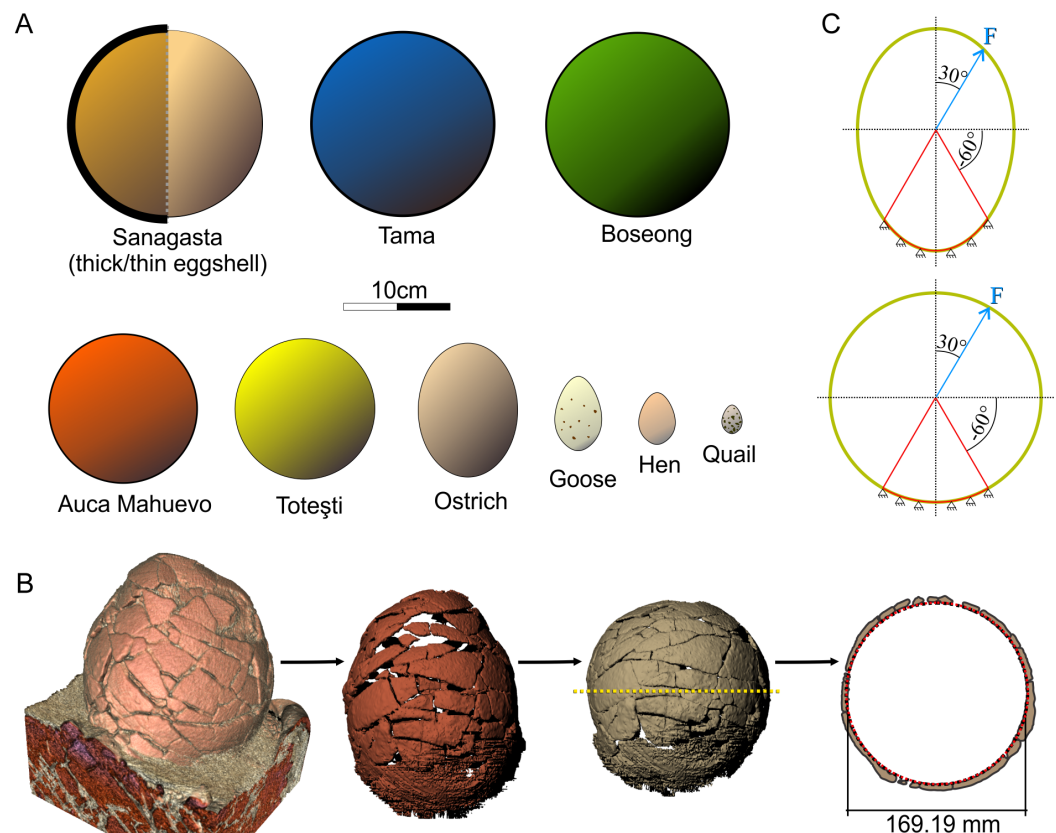 A
Sanagasta
(thick/thin eggshell)
Tama
Boseong
10cm
Auca Mahuevo
Toteşti
Ostrich
Goose
Hen
Quail
C
F
30°
-60°
F
30°
-60°
B
169.19 mm